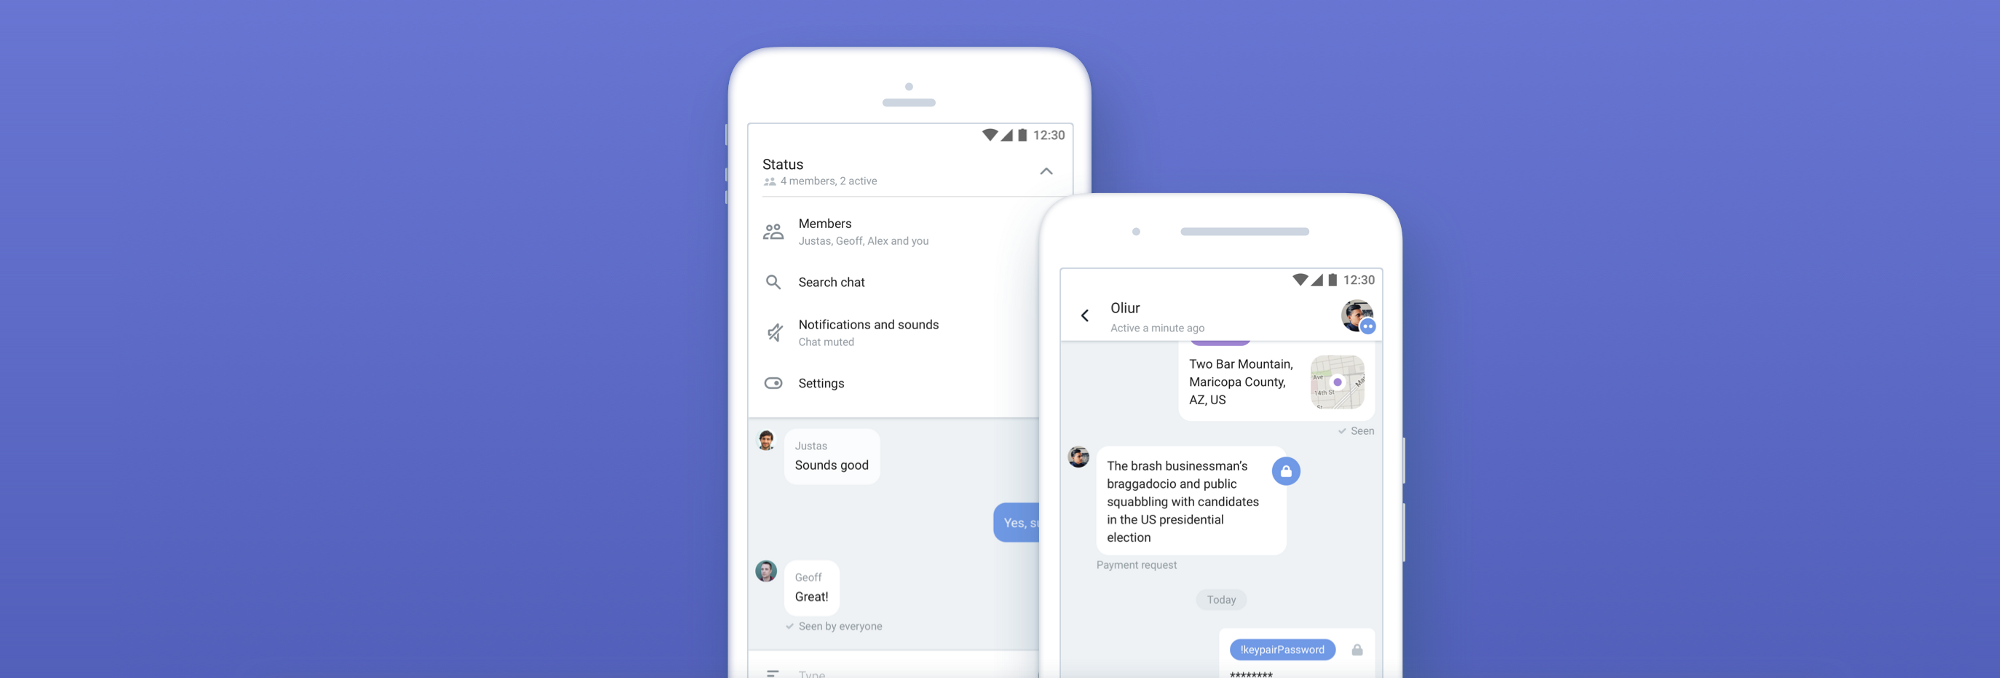 12:30
Status
4 members, 2 active
Members
Justas, Geoff, Alex and you
Search chat
Notifications and sounds
Chat muted
Settings
Justas
Sounds good
Yes,
Geoff
Great!
Seen by everyone
Type
12:30
Oliur
Active a minute ago
Two Bar Mountain,
Maricopa County,
AZ, US
Ave
14th St
Seen
The brash businessman's
braggadocio and public
squabbling with candidates
in the US presidential
election
Payment request
Today
!keypairPassword
********